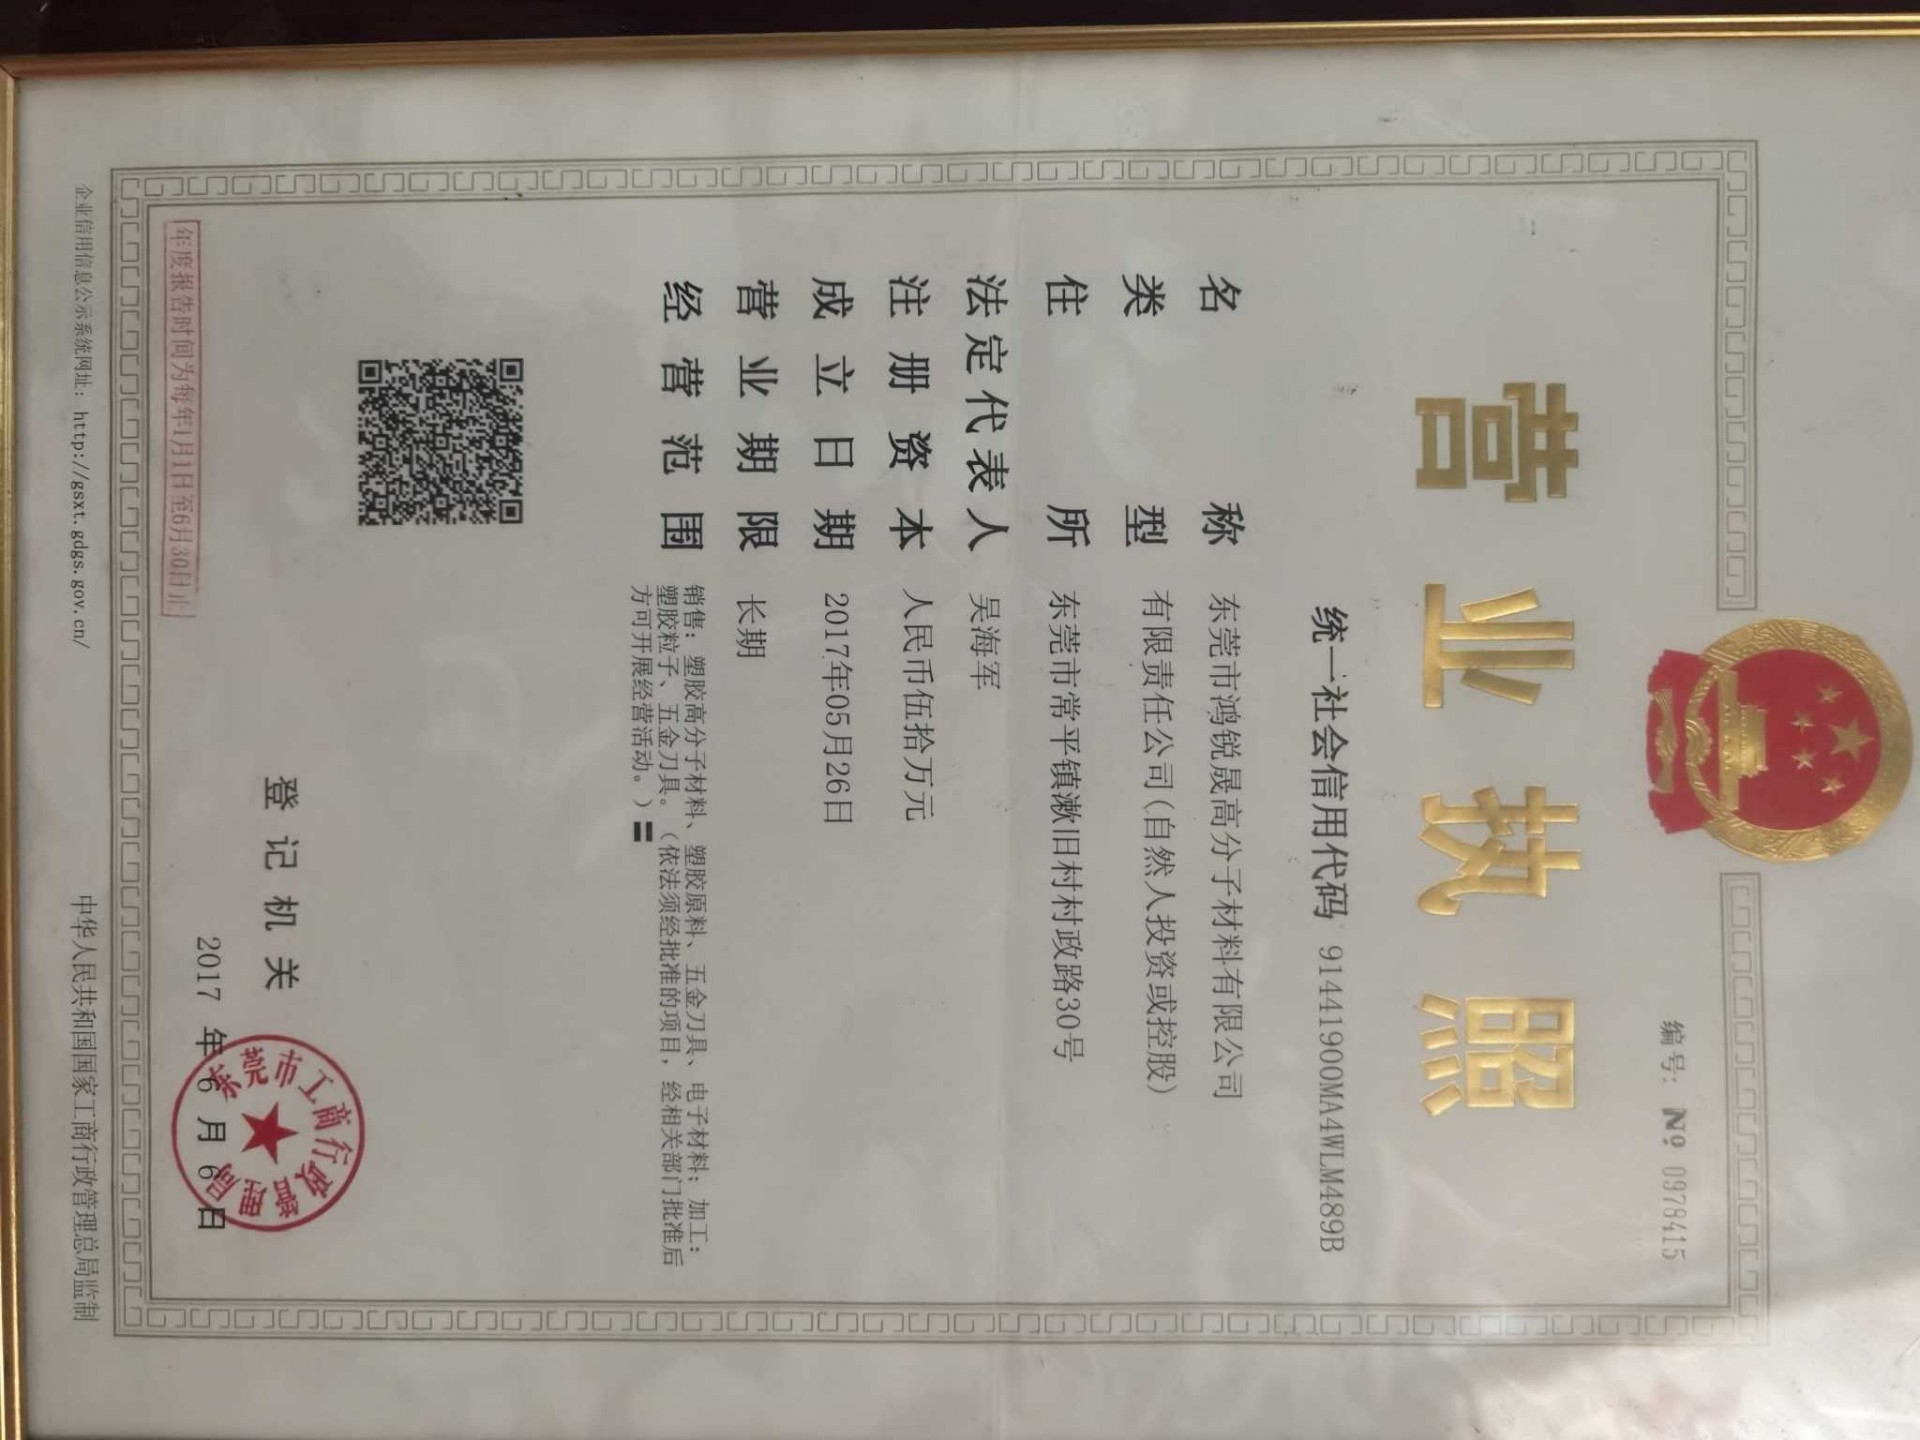 编号: № 0978415
营业执照
统一社会信用代码 91441900MA4WLM489B
名称 东莞市鸿锐晟高分子材料有限公司
类型 有限责任公司(自然人投资或控股)
住所 东莞市常平镇漱旧村村政路30号
法定代表人 吴海军
注册资本 人民币伍拾万元
成立日期 2017年05月26日
营业期限 长期
经营范围 销售：塑胶高分子材料、塑胶原料、五金刀具、电子材料；加工：
塑胶粒子、五金刀具。（依法须经批准的项目，经相关部门批准后
方可开展经营活动。）〓
登记机关
东莞市工商行政管理局
2017 年 6 月 6 日
年度报告时间为每年1月1日至6月30日止
企业信用信息公示系统网址: http://gsxt.gdgs.gov.cn/
中华人民共和国国家工商行政管理总局监制